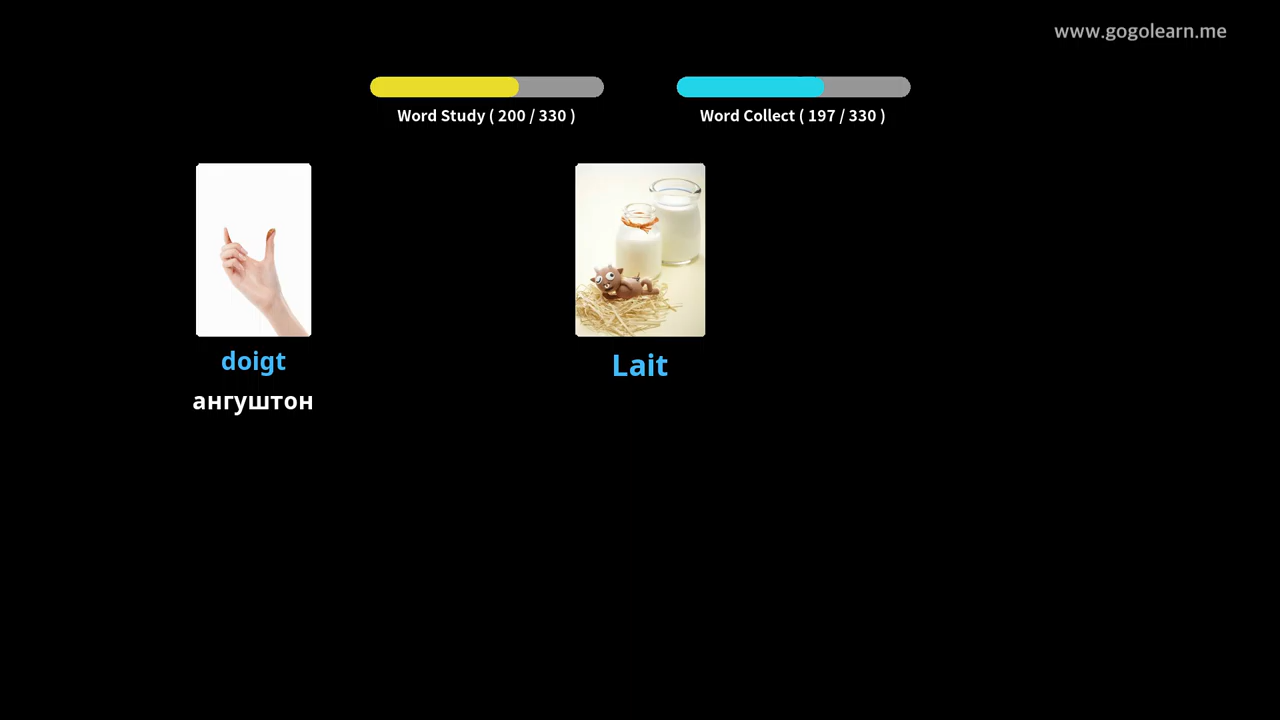 www.gogolearn.me
Word Study ( 200 / 330 )
Word Collect ( 197 / 330 )
doigt
ангуштон
Lait